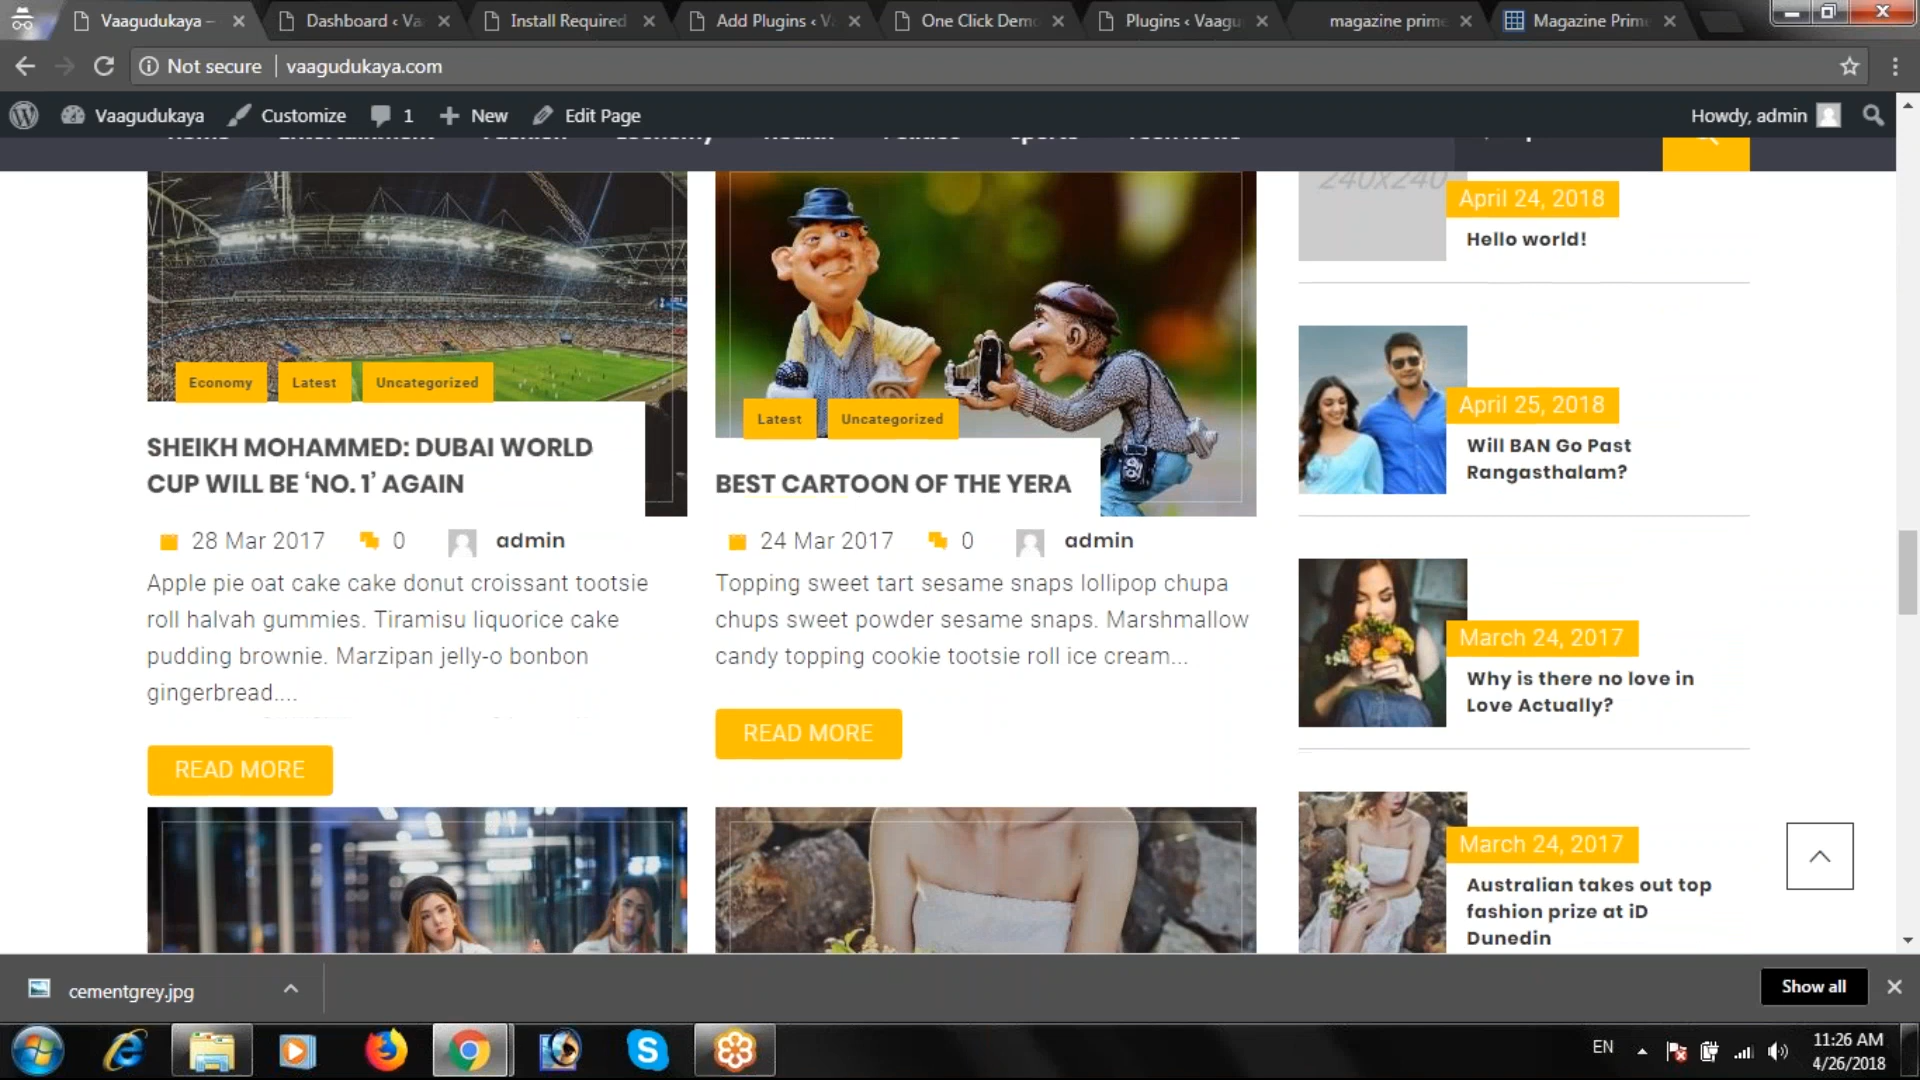 Vaagudukaya –
Dashboard ‹ Va
Install Required
Add Plugins ‹ V
One Click Demo
Plugins ‹ Vaagu
magazine prime
Magazine Prim
Not secure
vaagudukaya.com
Vaagudukaya
Customize
1
New
Edit Page
Howdy, admin
240X240
April 24, 2018
Hello world!
Economy
Latest
Uncategorized
SHEIKH MOHAMMED: DUBAI WORLD
CUP WILL BE ‘NO. 1’ AGAIN
28 Mar 2017
0
admin
Apple pie oat cake cake donut croissant tootsie
roll halvah gummies. Tiramisu liquorice cake
pudding brownie. Marzipan jelly-o bonbon
gingerbread....
READ MORE
Latest
Uncategorized
BEST CARTOON OF THE YERA
24 Mar 2017
0
admin
Topping sweet tart sesame snaps lollipop chupa
chups sweet powder sesame snaps. Marshmallow
candy topping cookie tootsie roll ice cream...
READ MORE
April 25, 2018
Will BAN Go Past
Rangasthalam?
March 24, 2017
Why is there no love in
Love Actually?
March 24, 2017
Australian takes out top
fashion prize at iD
Dunedin
cementgrey.jpg
Show all
EN
11:26 AM
4/26/2018